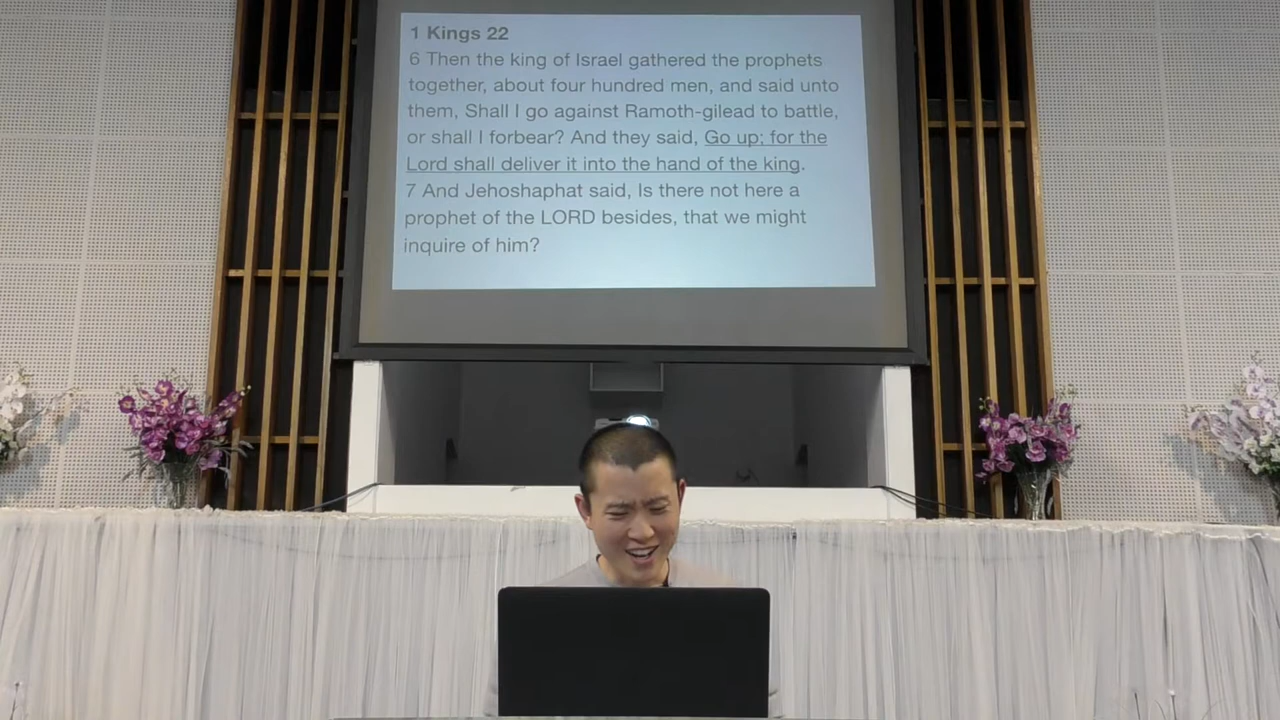 1 Kings 22
6 Then the king of Israel gathered the prophets
together, about four hundred men, and said unto
them, Shall I go against Ramoth-gilead to battle,
or shall I forbear? And they said, Go up; for the
Lord shall deliver it into the hand of the king.
7 And Jehoshaphat said, Is there not here a
prophet of the LORD besides, that we might
inquire of him?